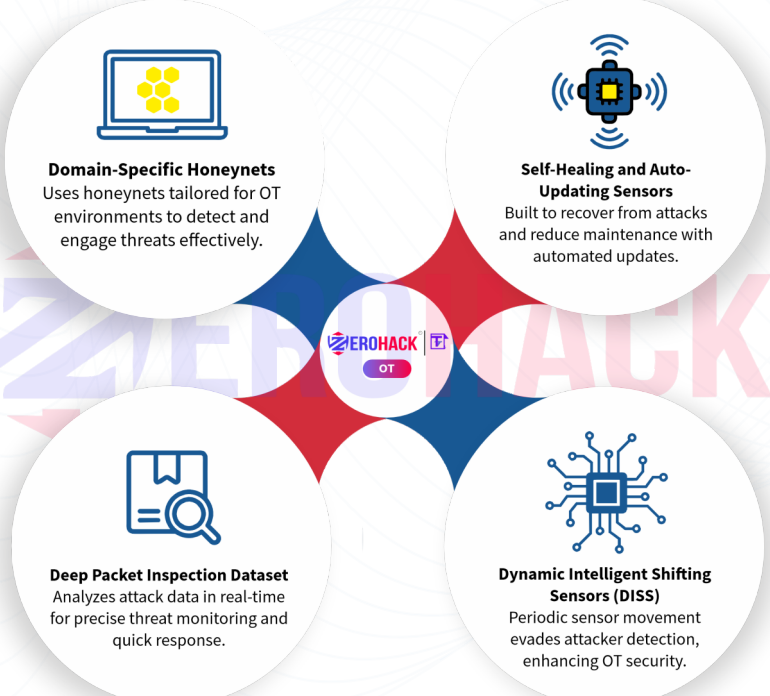 Domain-Specific Honeynets
Uses honeynets tailored for OT
environments to detect and
engage threats effectively.
Self-Healing and Auto-
Updating Sensors
Built to recover from attacks
and reduce maintenance with
automated updates.
ZEROHACK
ZEROHACK
OT
Deep Packet Inspection Dataset
Analyzes attack data in real-time
for precise threat monitoring and
quick response.
Dynamic Intelligent Shifting
Sensors (DISS)
Periodic sensor movement
evades attacker detection,
enhancing OT security.